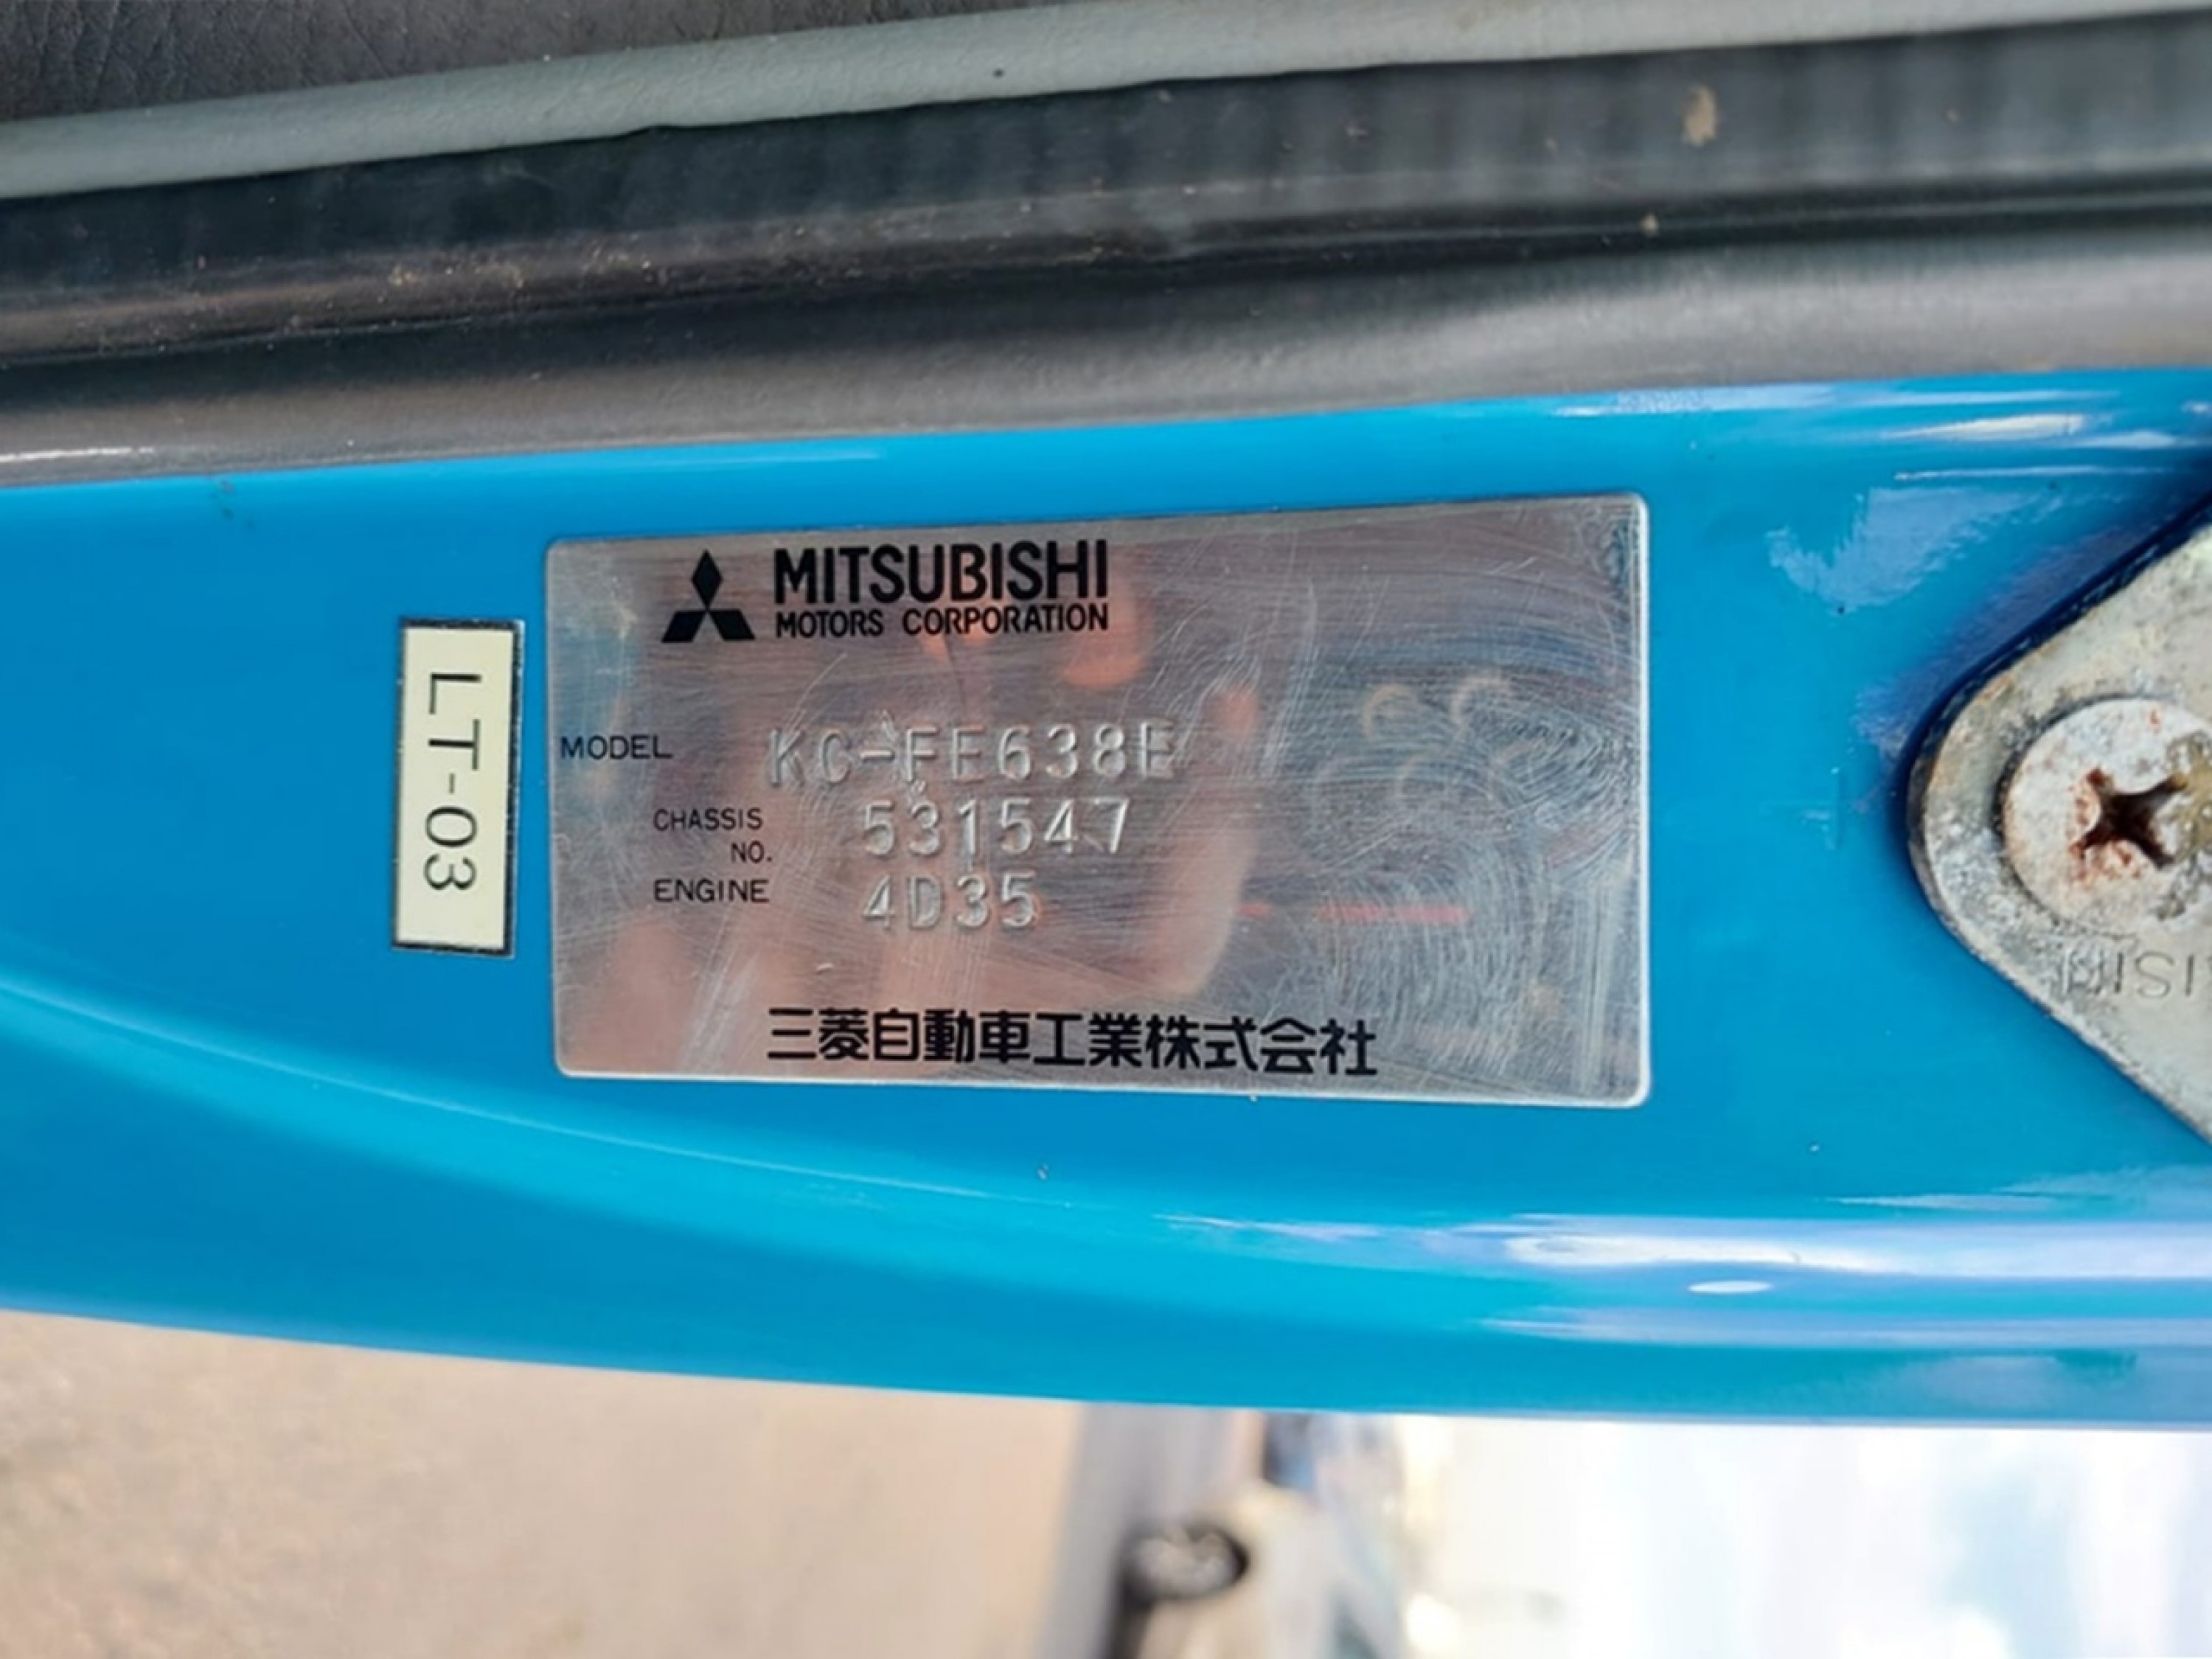 MITSUBISHI
MOTORS CORPORATION
MODEL KC-FE638E
CHASSIS NO. 531547
ENGINE 4D35
三菱自動車工業株式会社
LT-03